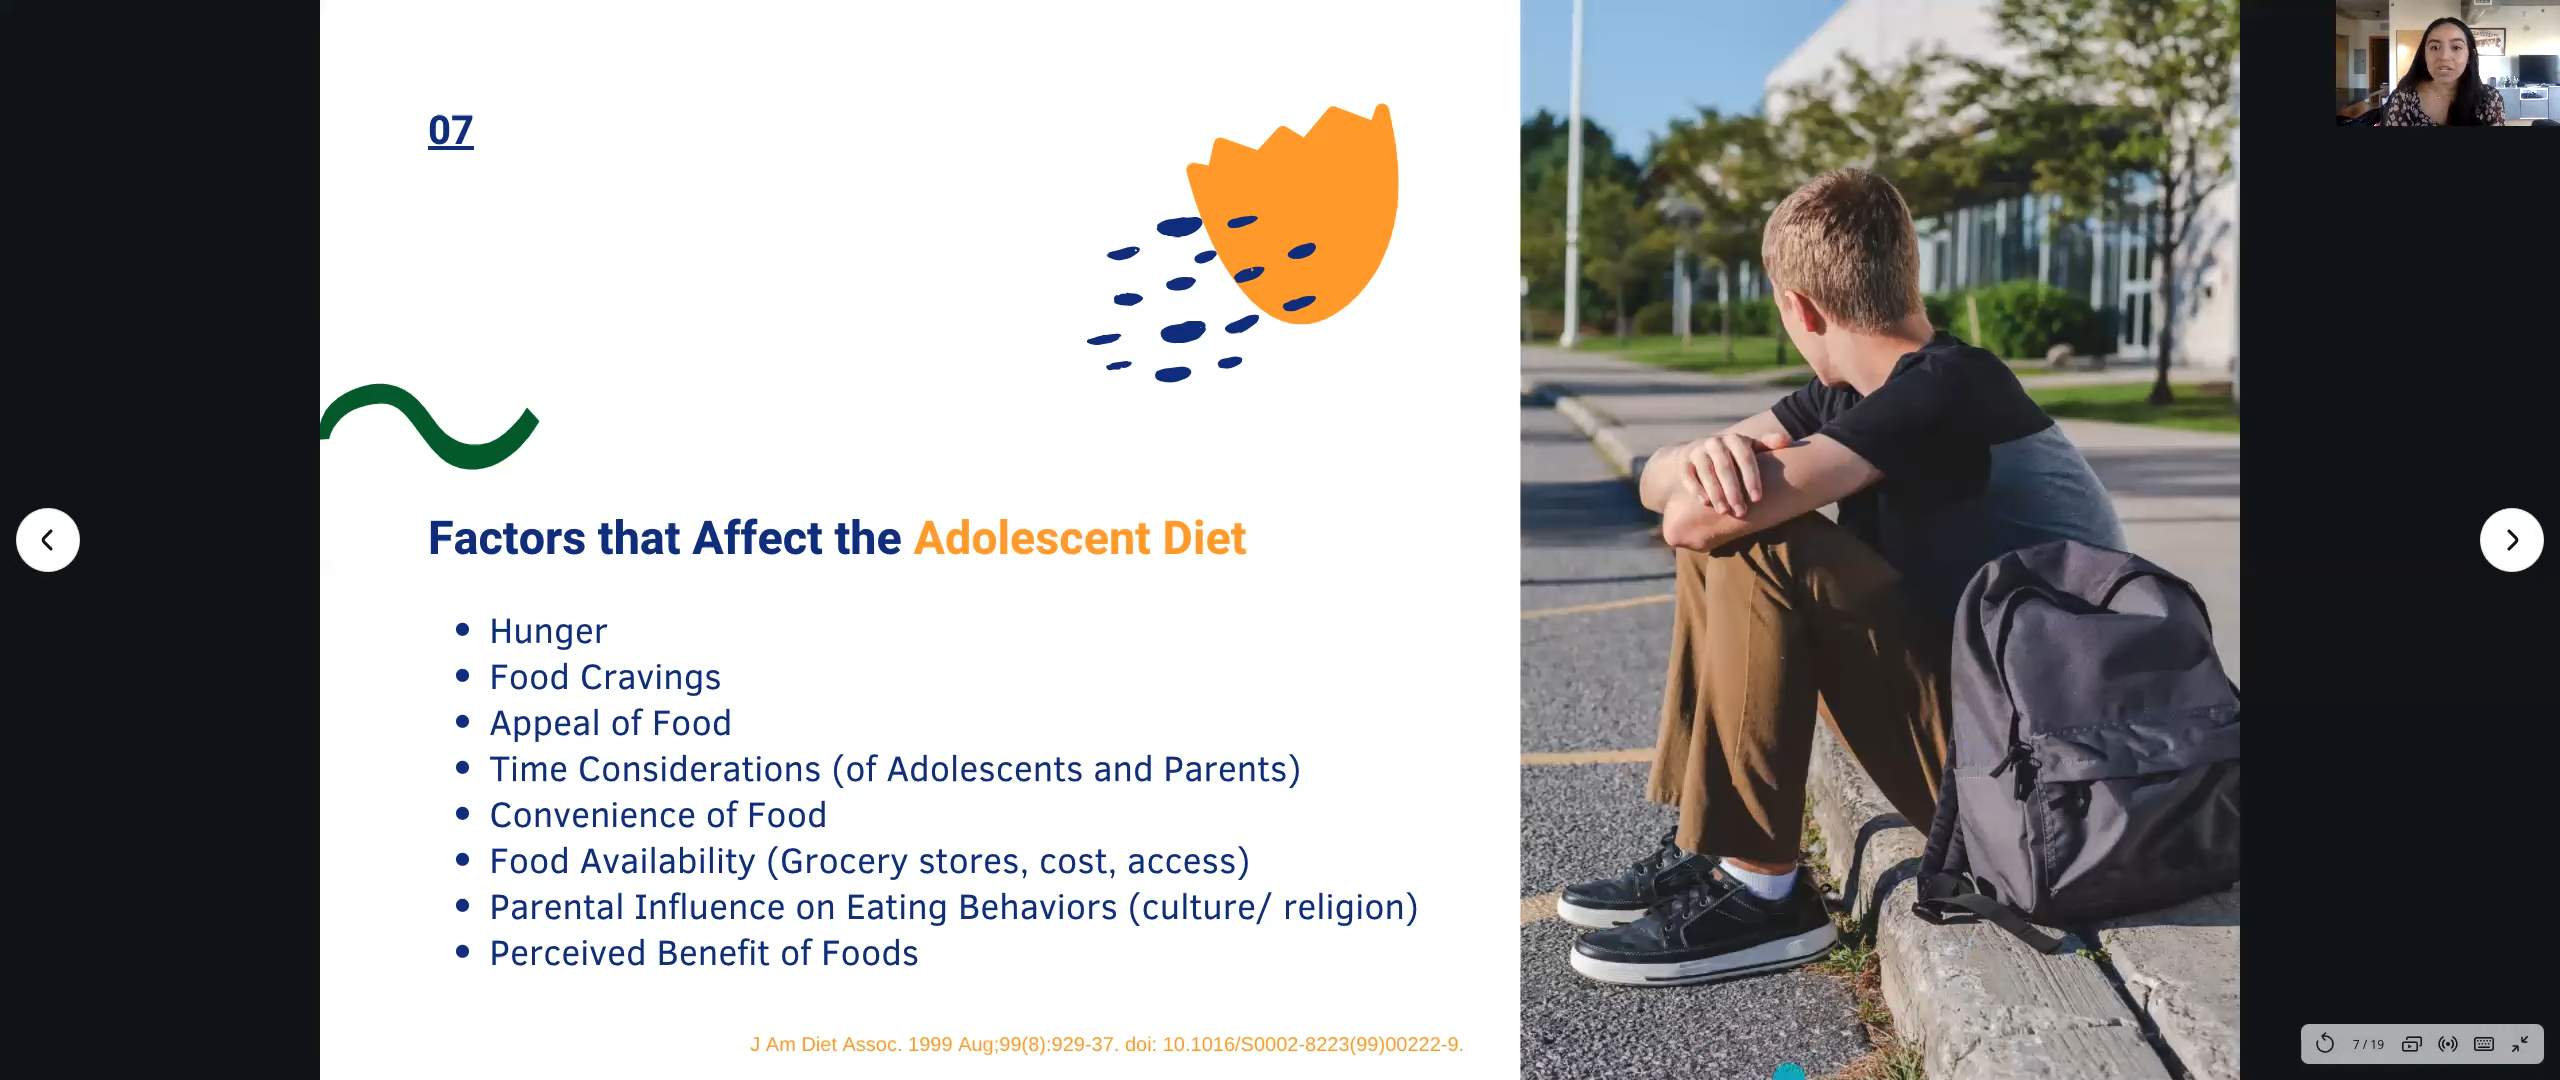 07
Factors that Affect the Adolescent Diet
Hunger
Food Cravings
Appeal of Food
Time Considerations (of Adolescents and Parents)
Convenience of Food
Food Availability (Grocery stores, cost, access)
Parental Influence on Eating Behaviors (culture/ religion)
Perceived Benefit of Foods
J Am Diet Assoc. 1999 Aug;99(8):929-37. doi: 10.1016/S0002-8223(99)00222-9.
7 / 19